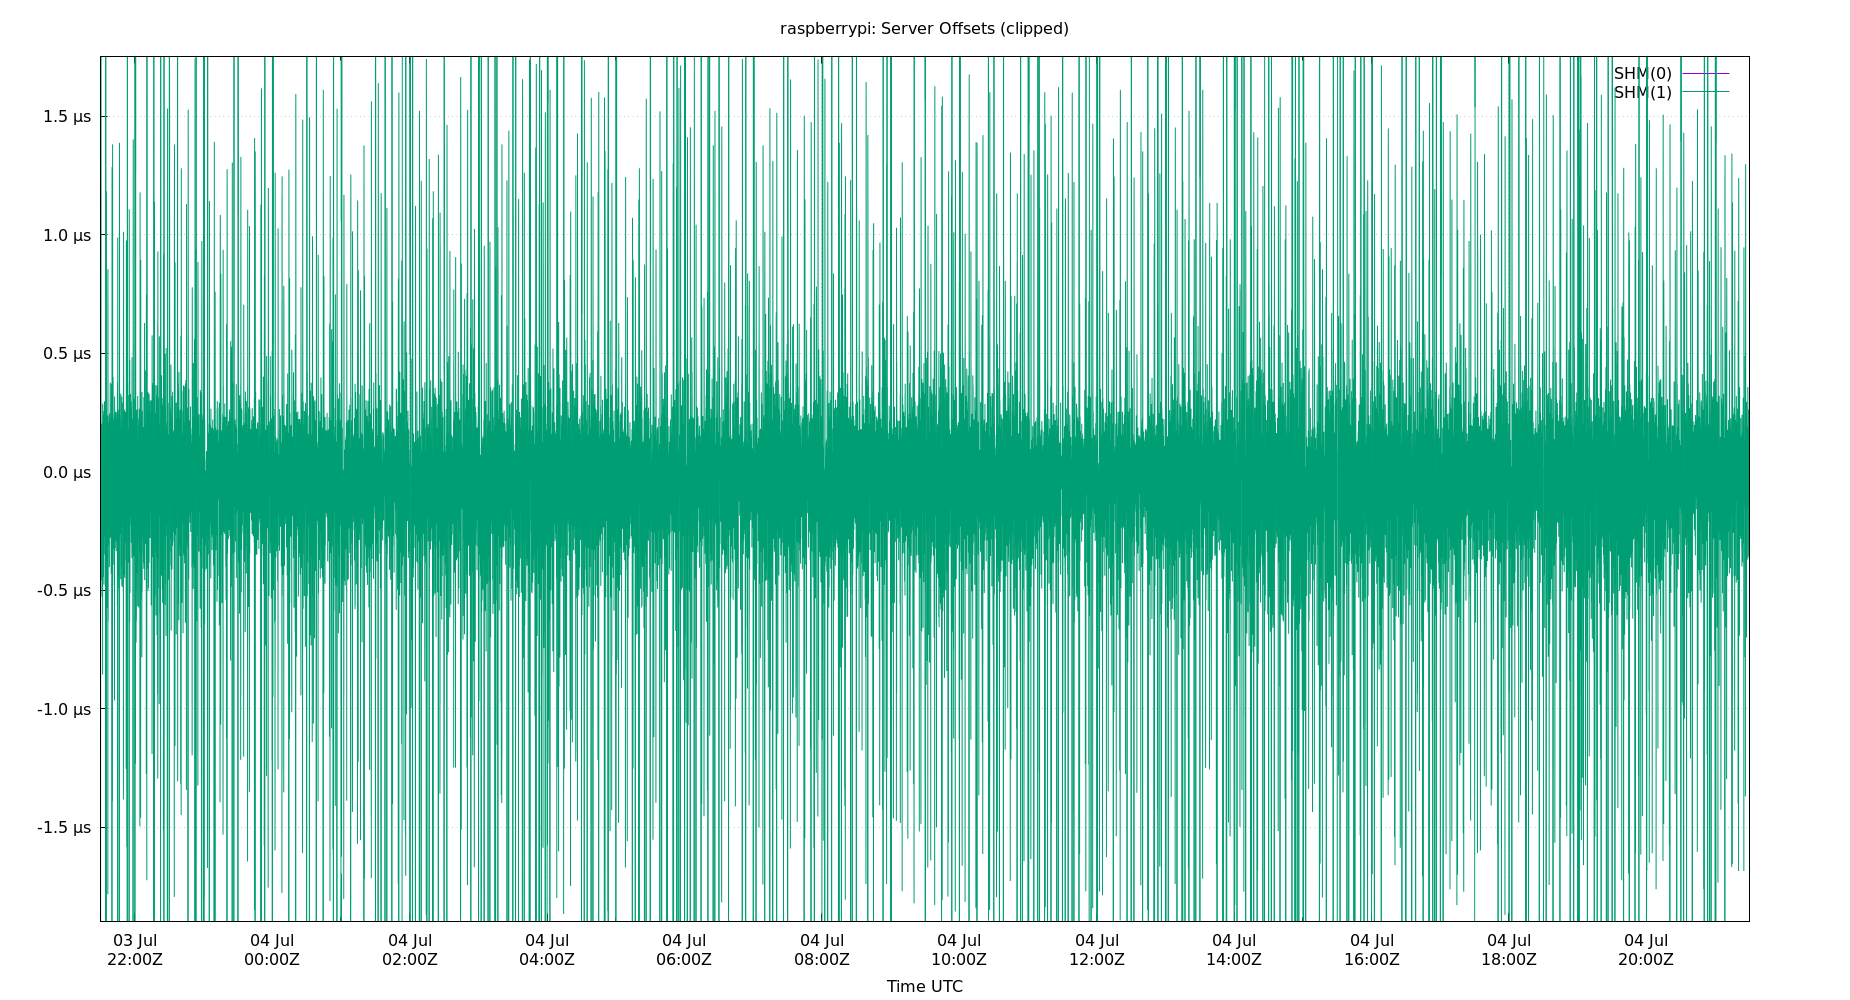 raspberrypi: Server Offsets (clipped)
SHM(0)
SHM(1)
1.5 µs
1.0 µs
0.5 µs
0.0 µs
-0.5 µs
-1.0 µs
-1.5 µs
03 Jul 04 Jul 04 Jul 04 Jul 04 Jul 04 Jul 04 Jul 04 Jul 04 Jul 04 Jul 04 Jul 04 Jul
22:00Z 00:00Z 02:00Z 04:00Z 06:00Z 08:00Z 10:00Z 12:00Z 14:00Z 16:00Z 18:00Z 20:00Z
Time UTC